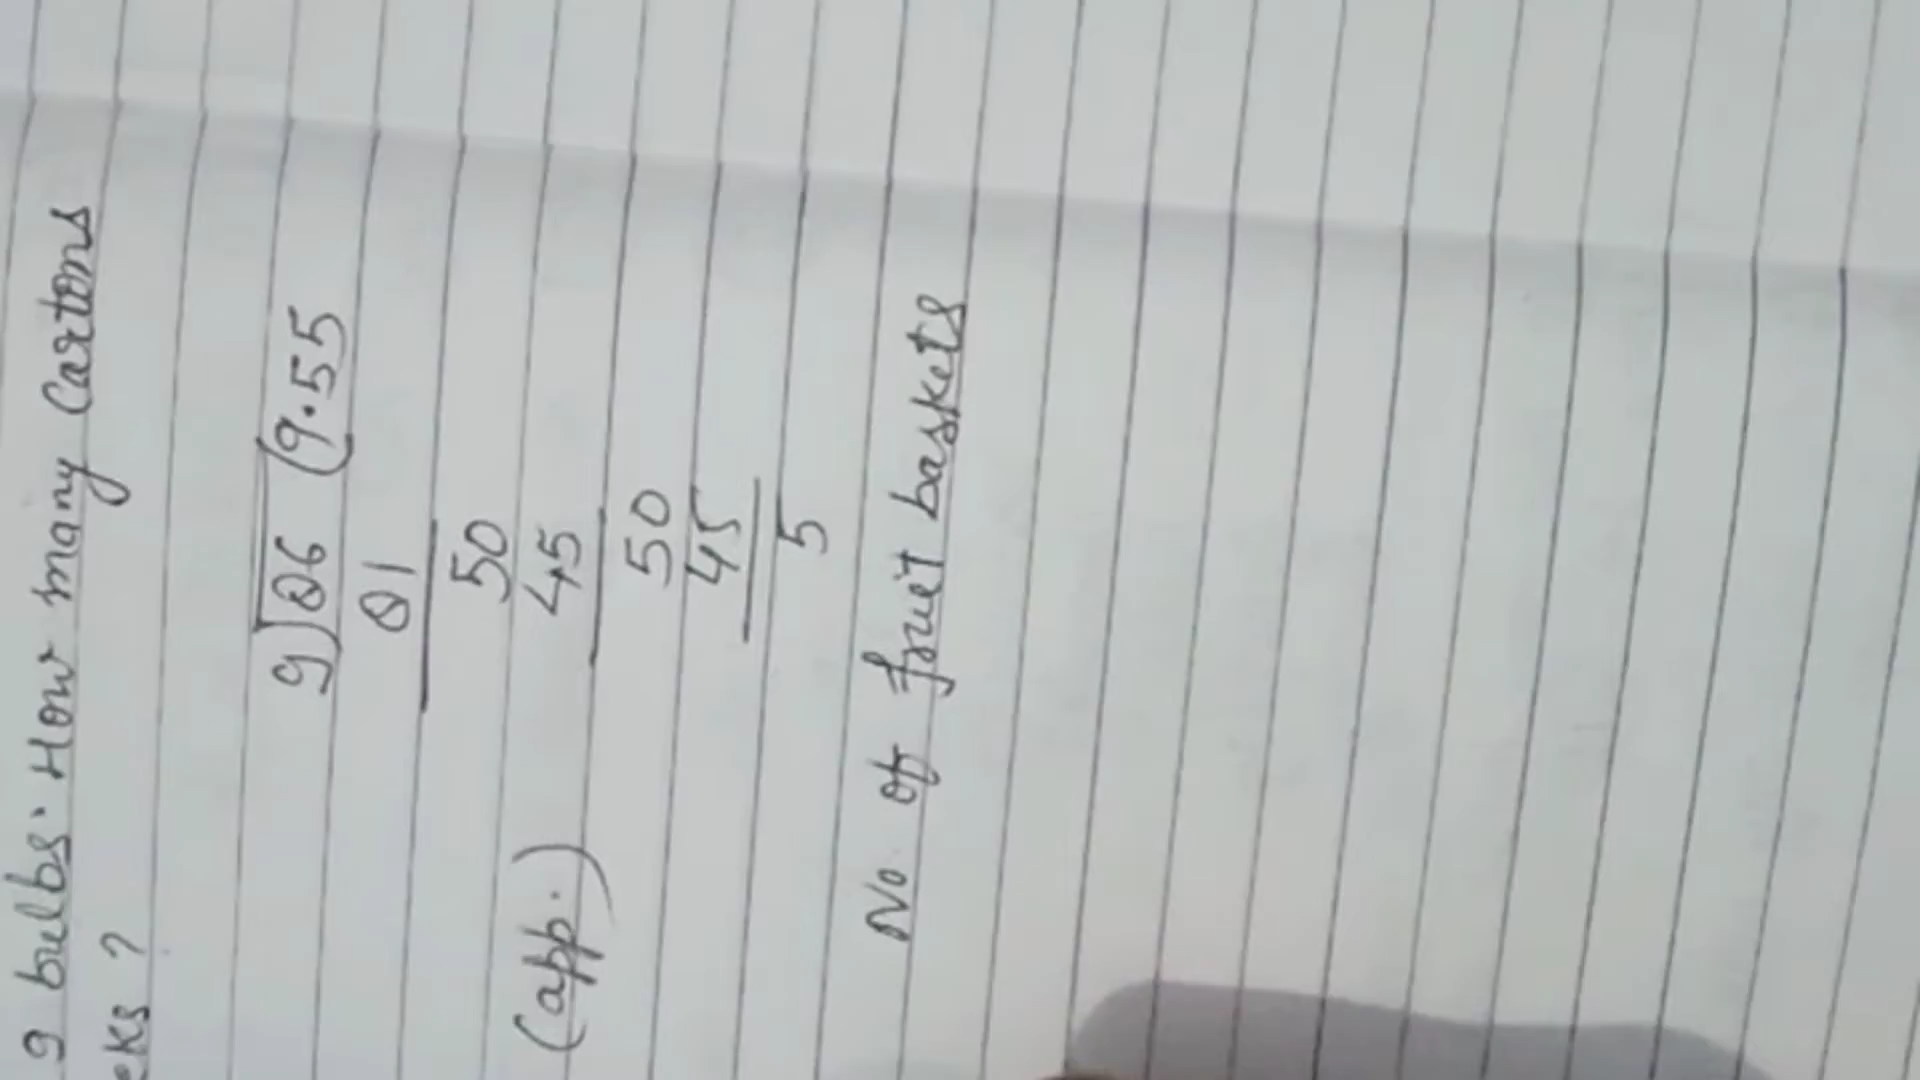 9 bulbs. How many Cartons
eks ?
9)86 (9.55
81
50
(app.) 45
50
45
5
No of fruit baskets